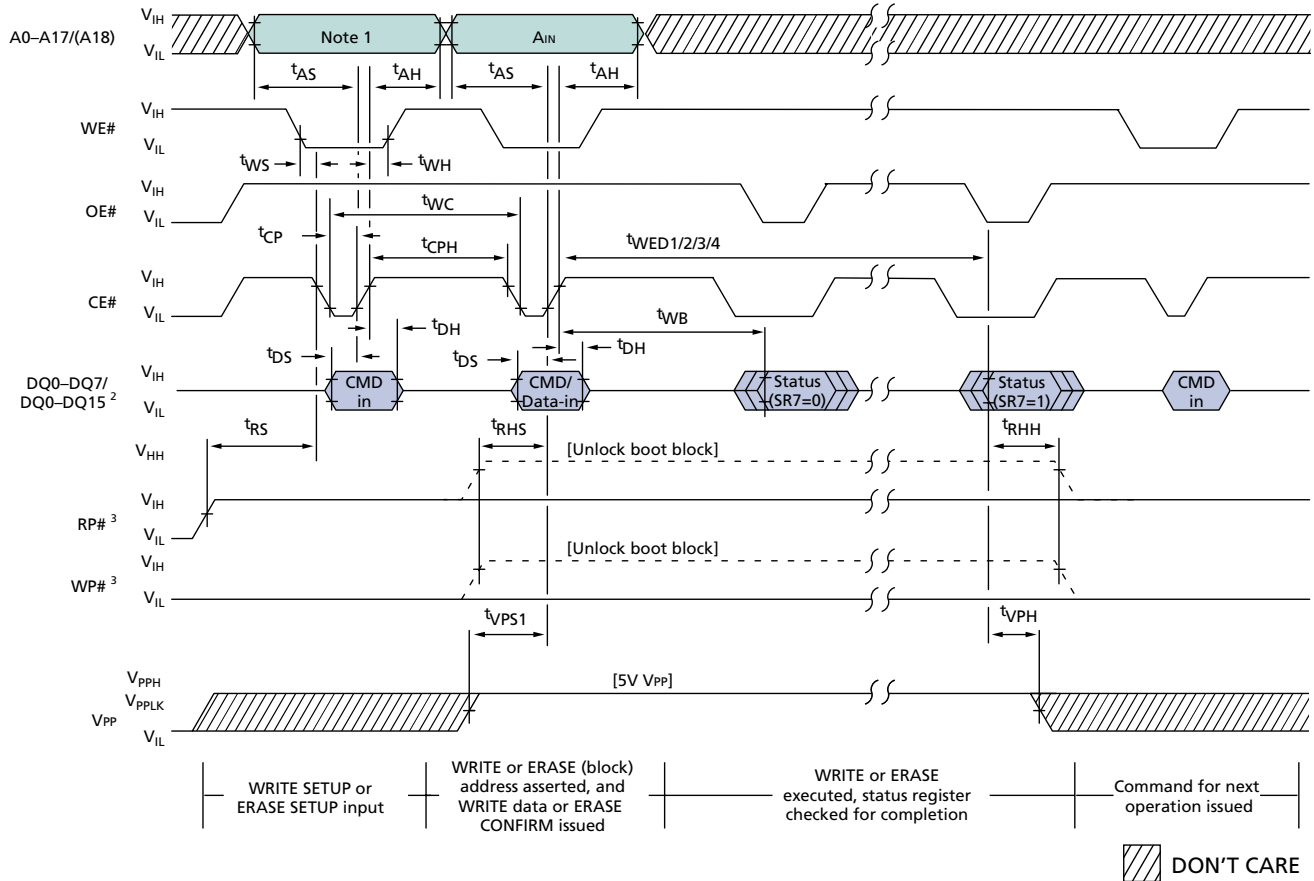 A0–A17/(A18)
VIH
VIL
Note 1
AIN
tAS
tAH
tAS
tAH
WE#
VIH
VIL
tWS
tWH
OE#
VIH
VIL
tWC
tCP
tCPH
tWED1/2/3/4
CE#
VIH
VIL
tWB
tDH
tDS
tDS
tDH
DQ0–DQ7/
DQ0–DQ15 2
VIH
VIL
CMD
in
CMD/
Data-in
Status
(SR7=0)
Status
(SR7=1)
CMD
in
tRS
tRHS
tRHH
VHH
[Unlock boot block]
RP# 3
VIH
VIL
WP# 3
VIH
[Unlock boot block]
VIL
tVPS1
tVPH
VPPH
[5V VPP]
VPPLK
VPP
VIL
WRITE SETUP or
ERASE SETUP input
WRITE or ERASE (block)
address asserted, and
WRITE data or ERASE
CONFIRM issued
WRITE or ERASE
executed, status register
checked for completion
Command for next
operation issued
DON'T CARE